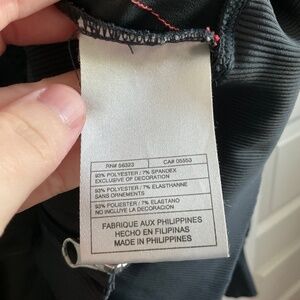 RN# 56323 CA# 05553
93% POLYESTER / 7% SPANDEX
EXCLUSIVE OF DECORATION
93% POLYESTER / 7% ELASTHANNE
SANS ORNEMENTS
93% POLIESTER / 7% ELASTANO
NO INCLUYE LA DECORACION
FABRIQUE AUX PHILIPPINES
HECHO EN FILIPINAS
MADE IN PHILIPPINES